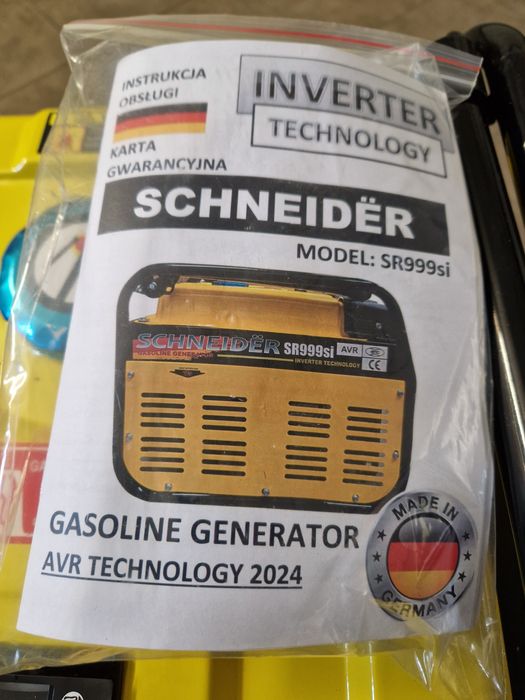 INSTRUKCJA
OBSŁUGI
KARTA
GWARANCYJNA
INVERTER
TECHNOLOGY
SCHNEIDËR
MODEL: SR999si
SCHNEIDËR SR999si AVR CE
GASOLINE GENERATOR
INVERTER TECHNOLOGY
GASOLINE GENERATOR
AVR TECHNOLOGY 2024
MADE IN
GERMANY